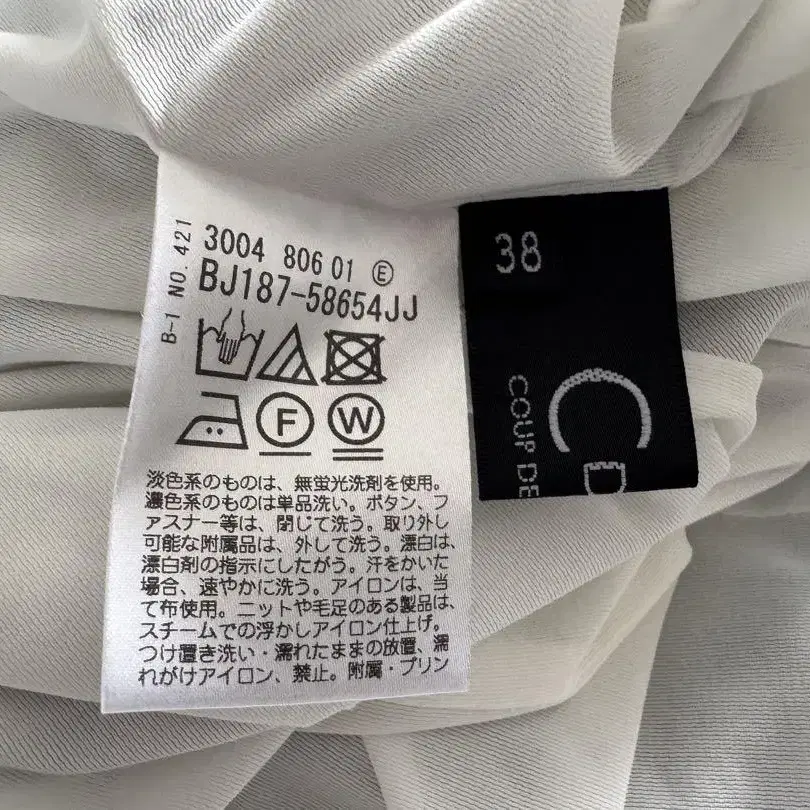 B-1 NO. 421
3004 806 01 Ⓔ
BJ187-58654JJ
F
W
淡色系のものは、無蛍光洗剤を使用。
濃色系のものは単品洗い。ボタン、フ
ァスナー等は、閉じて洗う。取り外し
可能な附属品は、外して洗う。漂白は、
漂白剤の指示にしたがう。汗をかいた
場合、速やかに洗う。アイロンは、当
て布使用。ニットや毛足のある製品は、
スチームでの浮かしアイロン仕上げ。
つけ置き洗い・濡れたままの放置、濡
れがけアイロン、禁止。附属・プリン
38
C D
COUP DE